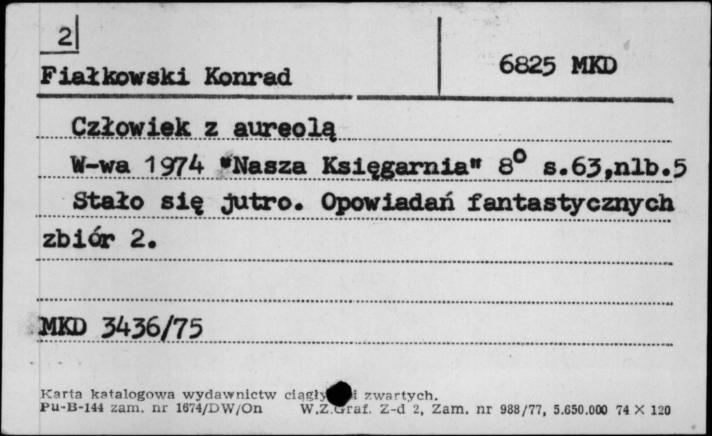 2
6825 MKD
Fiałkowski Konrad
Człowiek z aureolą
W-wa 1974 "Nasza Księgarnia" 8° s.63,nlb.5
Stało się jutro. Opowiadań fantastycznych
zbiór 2.
MKD 3436/75
Karta katalogowa wydawnictw ciągły i zwartych.
Pu-B-144 zam. nr 1674/DW/On W.Z.Graf. Z-d 2, Zam. nr 988/77, 5.650.000 74 × 120